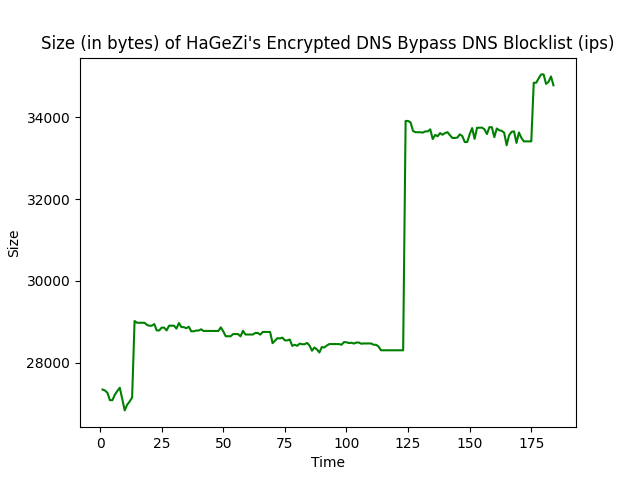 Size (in bytes) of HaGeZi's Encrypted DNS Bypass DNS Blocklist (ips)
34000
32000
30000
28000
Size
0 25 50 75 100 125 150 175
Time